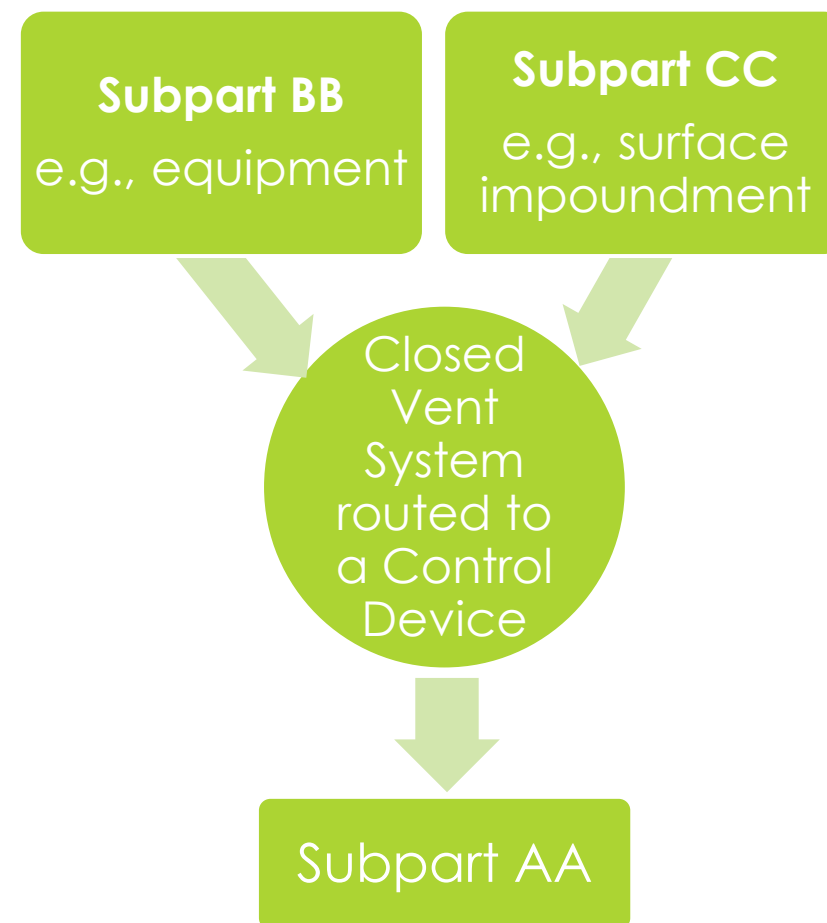 Subpart BB
e.g., equipment
Subpart CC
e.g., surface
impoundment
Closed
Vent
System
routed to
a Control
Device
Subpart AA